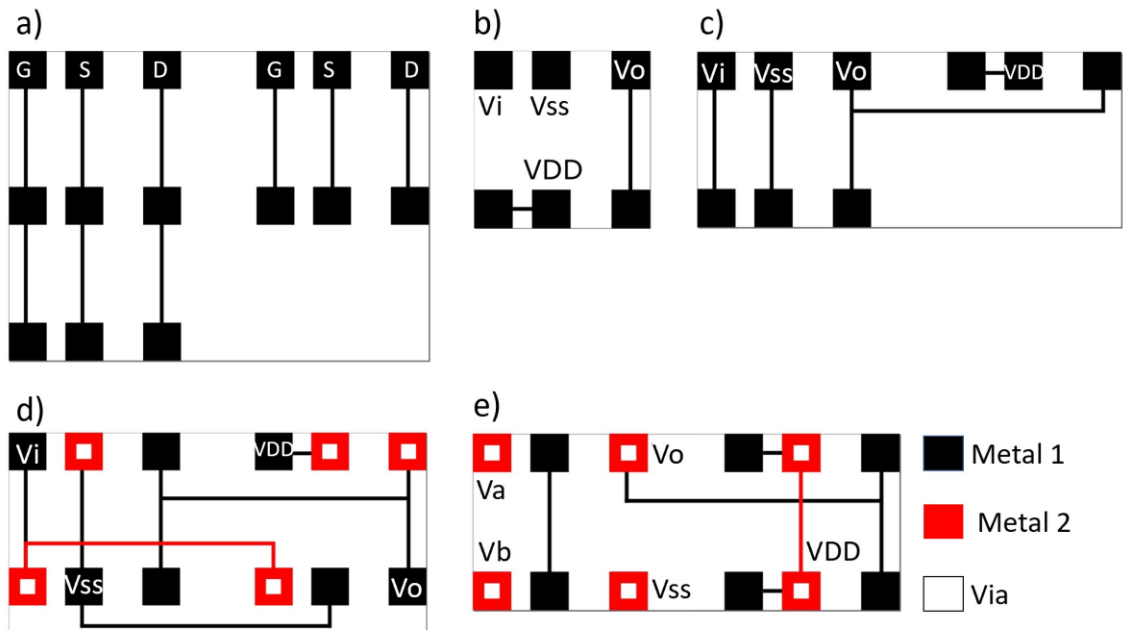 a)
G S D G S D
b)
Vo
Vi Vss
VDD
c)
Vi Vss Vo VDD
d)
Vi VDD
Vss Vo
e)
Vo
Va
Vb VDD
Vss
Metal 1
Metal 2
Via